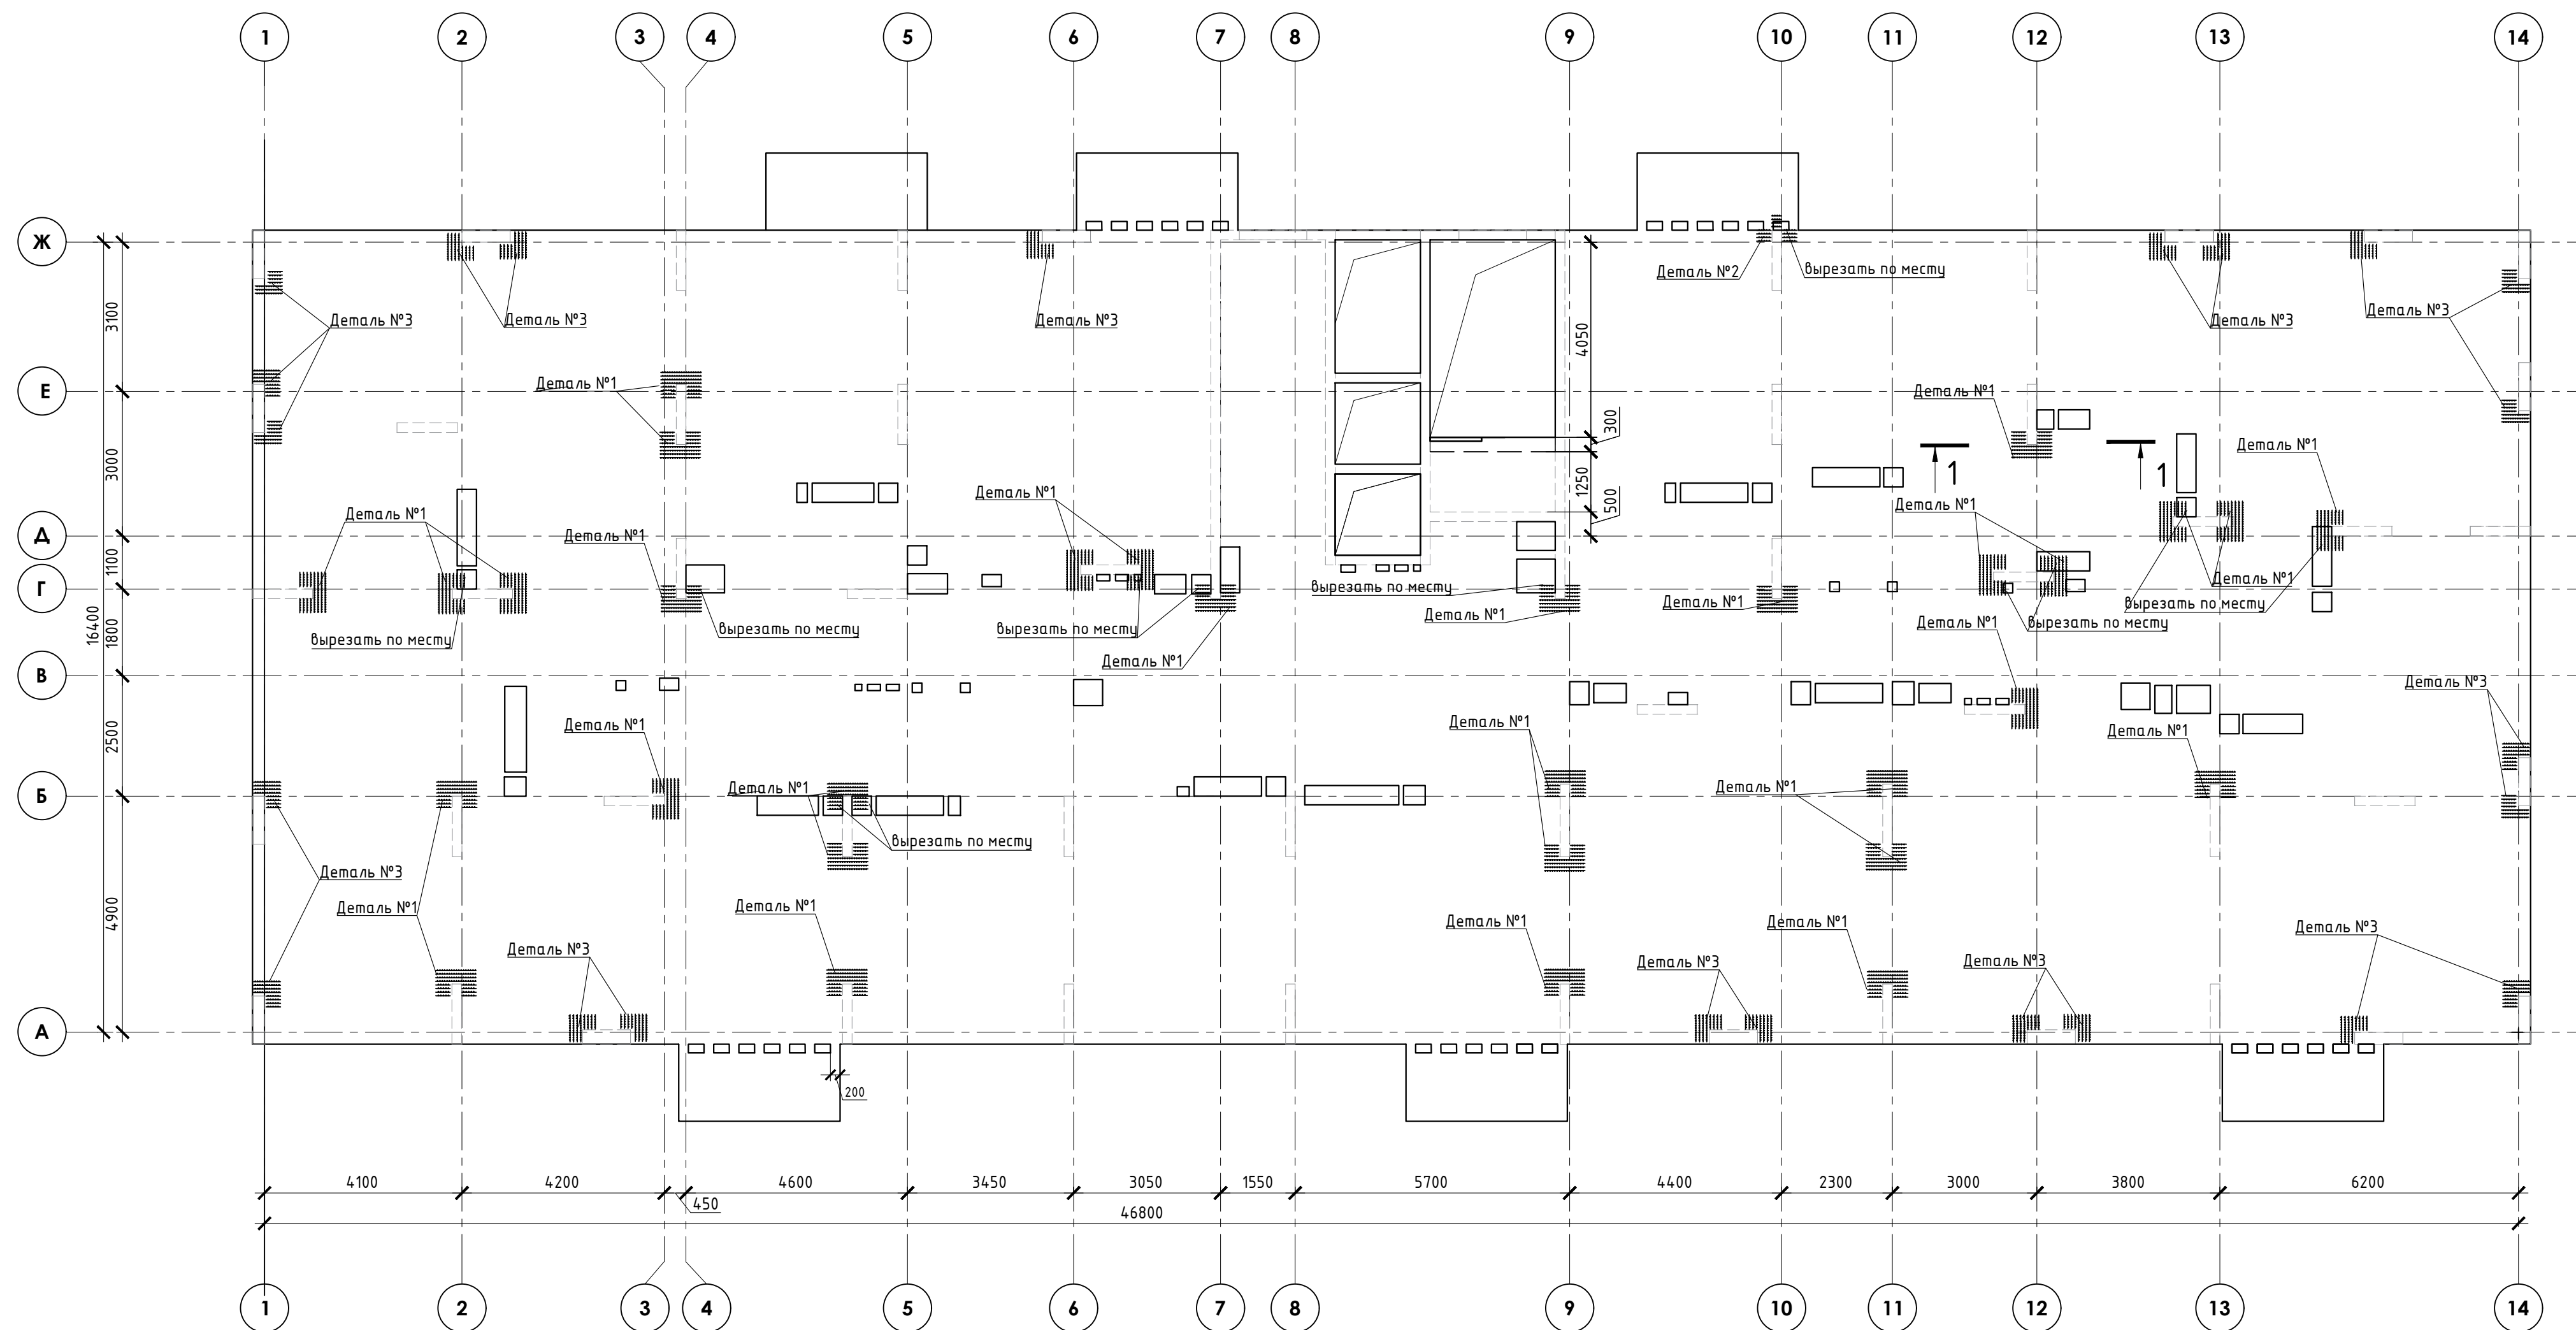 1 2 3 4 5 6 7 8 9 10 11 12 13 14
Ж
Деталь №2 вырезать по месту
3100
Деталь №3 Деталь №3 Деталь №3 Деталь №3 Деталь №3
4050
Е
Деталь №1 Деталь №1
300
3000
Деталь №1
1 1
1250
Деталь №1 Деталь №1 Деталь №1
500
Д
Деталь №1
1100
Г
вырезать по месту Деталь №1
Деталь №1 Деталь №1 вырезать по месту
16400
1800
вырезать по месту вырезать по месту вырезать по месту Деталь №1 вырезать по месту
Деталь №1
В
Деталь №3
2500
Деталь №1 Деталь №1 Деталь №1
Б
Деталь №1 Деталь №1
вырезать по месту
Деталь №3
4900
Деталь №1 Деталь №1 Деталь №1 Деталь №1 Деталь №3
Деталь №3 Деталь №3 Деталь №3
А
200
4100 4200 4600 3450 3050 1550 5700 4400 2300 3000 3800 6200
450
46800
1 2 3 4 5 6 7 8 9 10 11 12 13 14